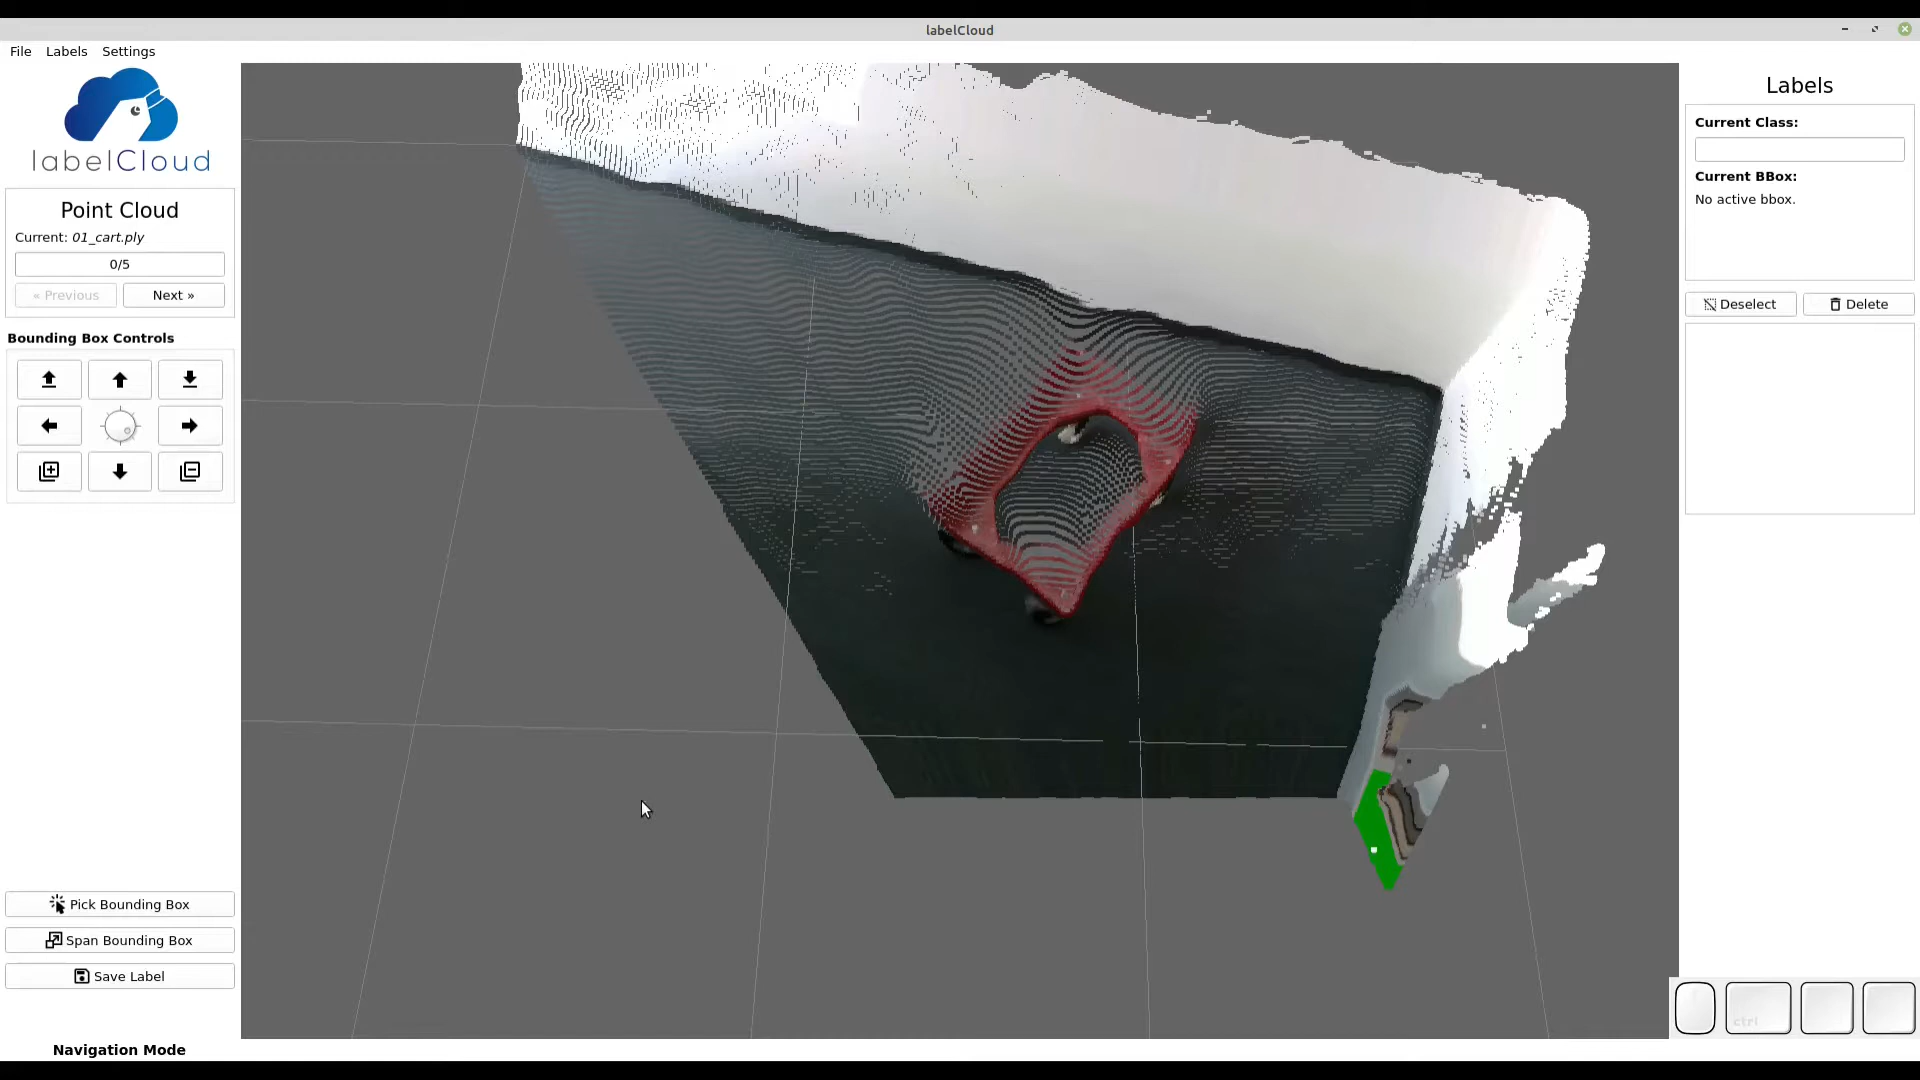 labelCloud
File Labels Settings
labelCloud
Point Cloud
Current: 01_cart.ply
0/5
« Previous Next »
Bounding Box Controls
Pick Bounding Box
Span Bounding Box
Save Label
Navigation Mode
Labels
Current Class:
Current BBox:
No active bbox.
Deselect Delete
ctrl